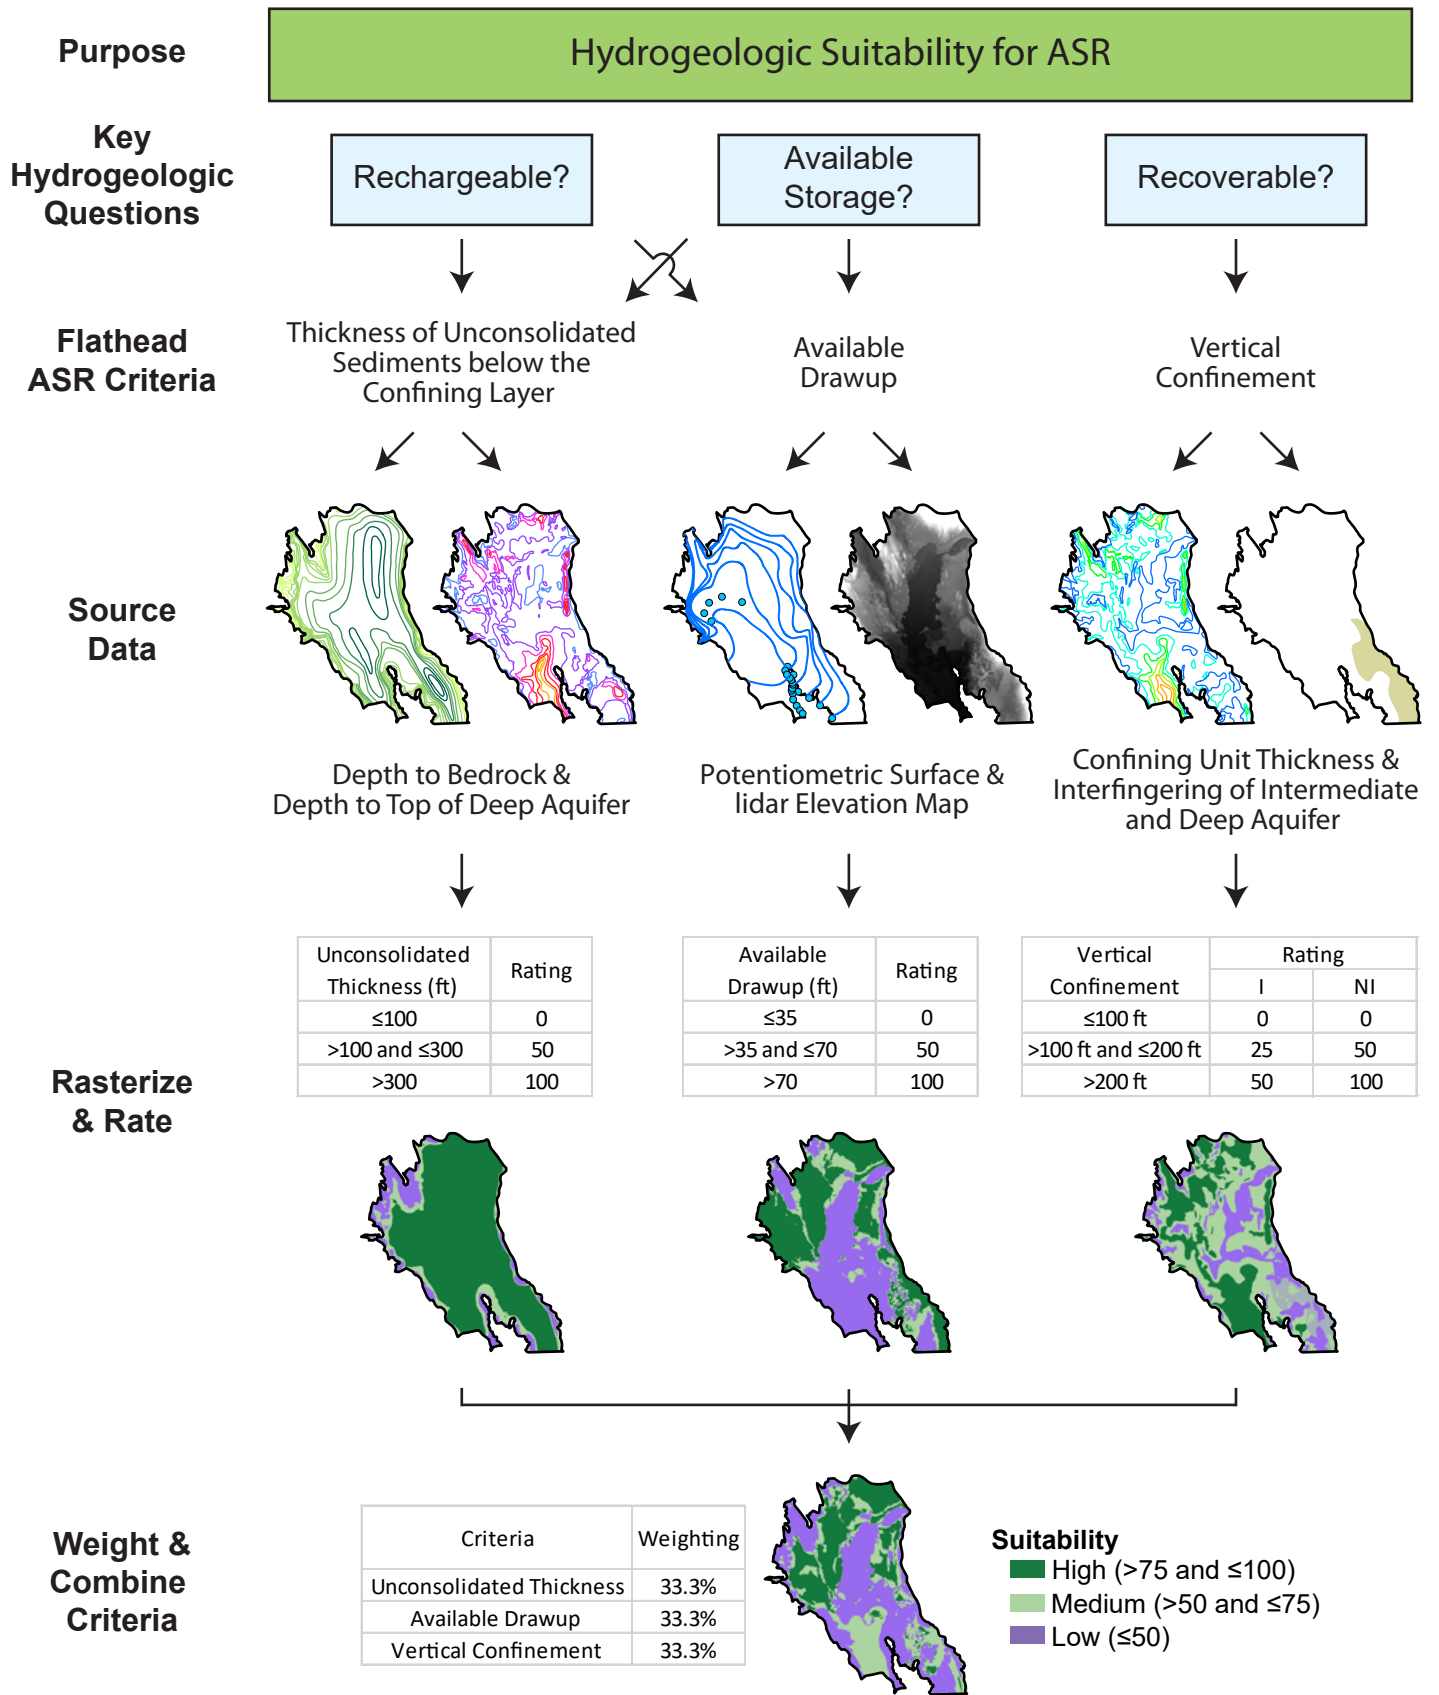 Purpose
Hydrogeologic Suitability for ASR
Key
Hydrogeologic
Questions
Rechargeable?
Available
Storage?
Recoverable?
Flathead
ASR Criteria
Thickness of Unconsolidated
Sediments below the
Confining Layer
Available
Drawup
Vertical
Confinement
Source
Data
Depth to Bedrock &
Depth to Top of Deep Aquifer
Potentiometric Surface &
lidar Elevation Map
Confining Unit Thickness &
Interfingering of Intermediate
and Deep Aquifer
Rasterize
& Rate
Unconsolidated
Thickness (ft)
Rating
≤100
0
>100 and ≤300
50
>300
100
Available
Drawup (ft)
Rating
≤35
0
>35 and ≤70
50
>70
100
Vertical
Confinement
Rating
I
NI
≤100 ft
0
0
>100 ft and ≤200 ft
25
50
>200 ft
50
100
Weight &
Combine
Criteria
Criteria
Weighting
Unconsolidated Thickness
33.3%
Available Drawup
33.3%
Vertical Confinement
33.3%
Suitability
High (>75 and ≤100)
Medium (>50 and ≤75)
Low (≤50)